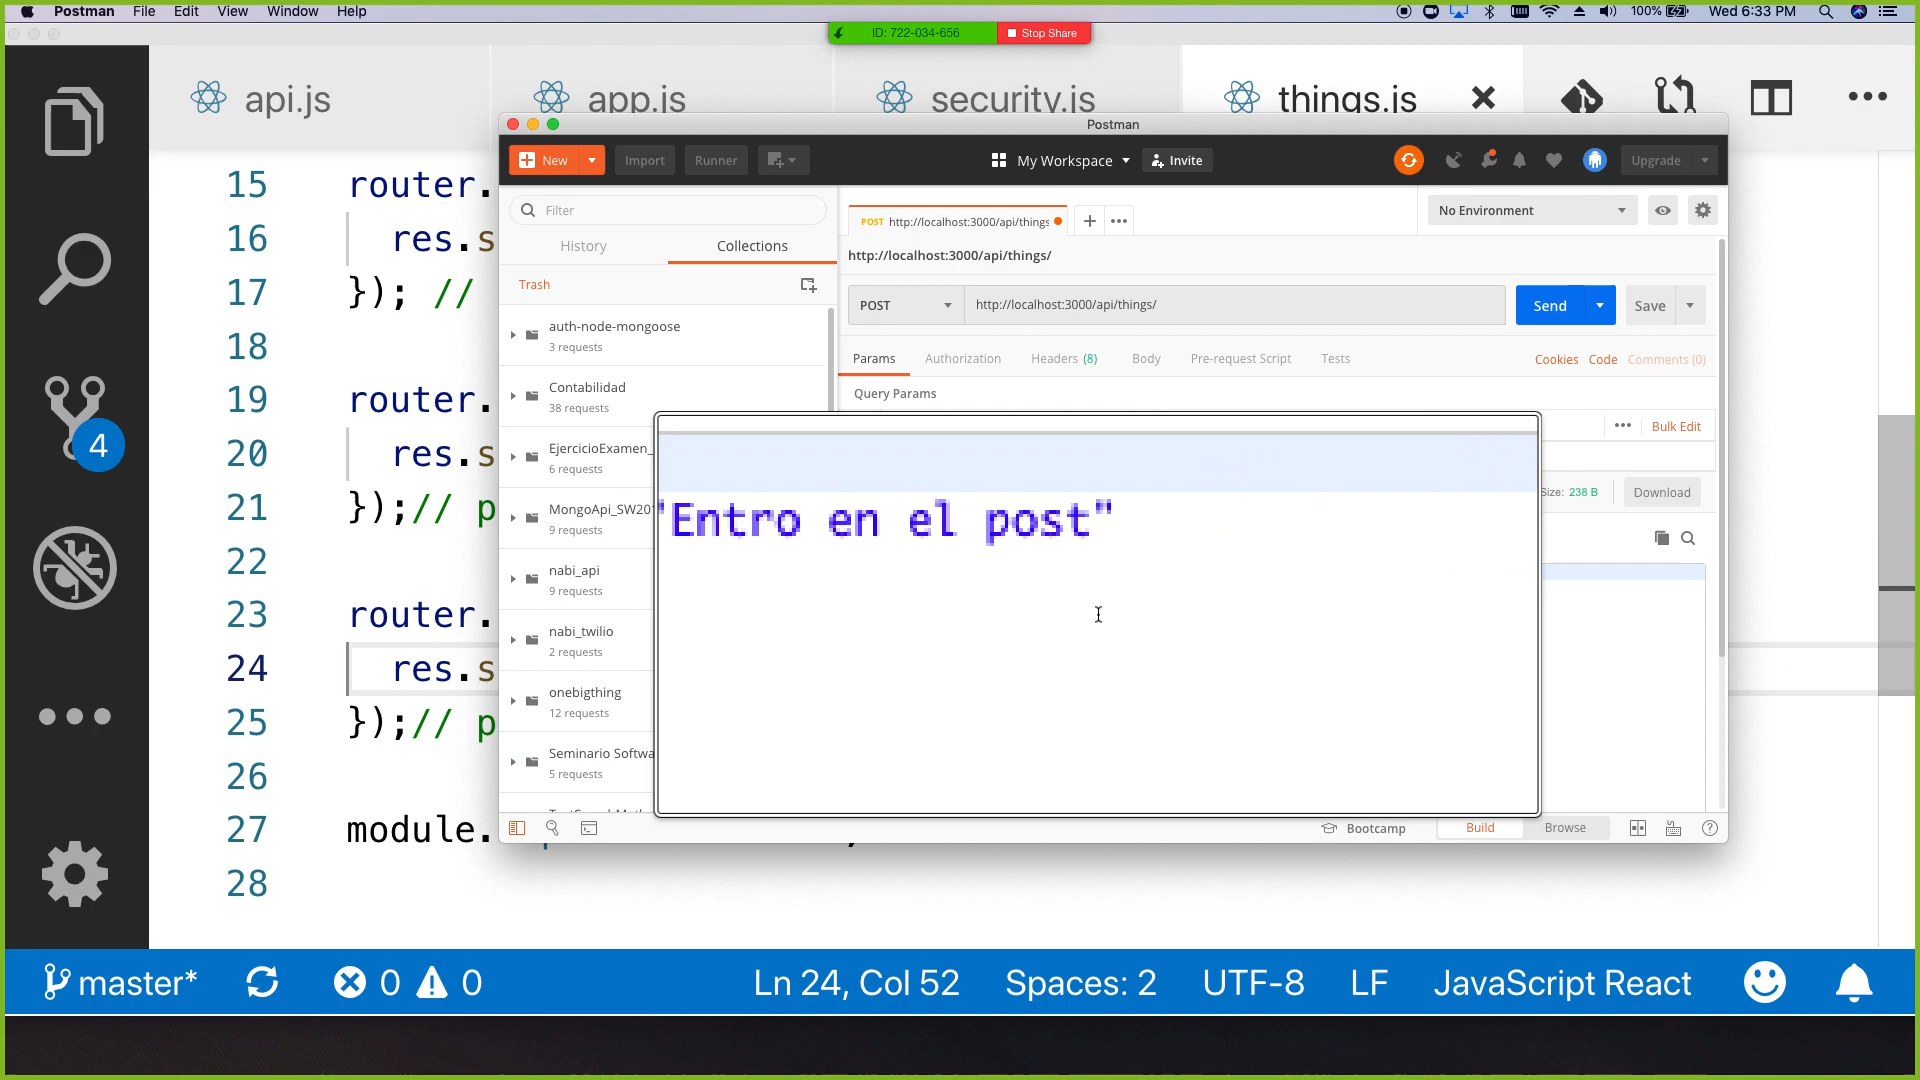 Postman File Edit View Window Help
100% Wed 6:33 PM
ID: 722-034-656 Stop Share
api.js app.js security.js things.js
Postman
New Import Runner My Workspace Invite Upgrade
Filter
History Collections
Trash
auth-node-mongoose
3 requests
Contabilidad
38 requests
EjercicioExamen_
6 requests
MongoApi_SW201
9 requests
nabi_api
9 requests
nabi_twilio
2 requests
onebigthing
12 requests
Seminario Softwa
5 requests
POST http://localhost:3000/api/things
No Environment
http://localhost:3000/api/things/
POST http://localhost:3000/api/things/ Send Save
Params Authorization Headers (8) Body Pre-request Script Tests Cookies Code Comments (0)
Query Params
Bulk Edit
Size: 238 B Download
"Entro en el post"
Bootcamp Build Browse
15 router.
16 res.s
17 }); //
18
19 router.
20 res.s
21 });// p
22
23 router.
24 res.s
25 });// p
26
27 module.
28
4
master* 0 0 Ln 24, Col 52 Spaces: 2 UTF-8 LF JavaScript React